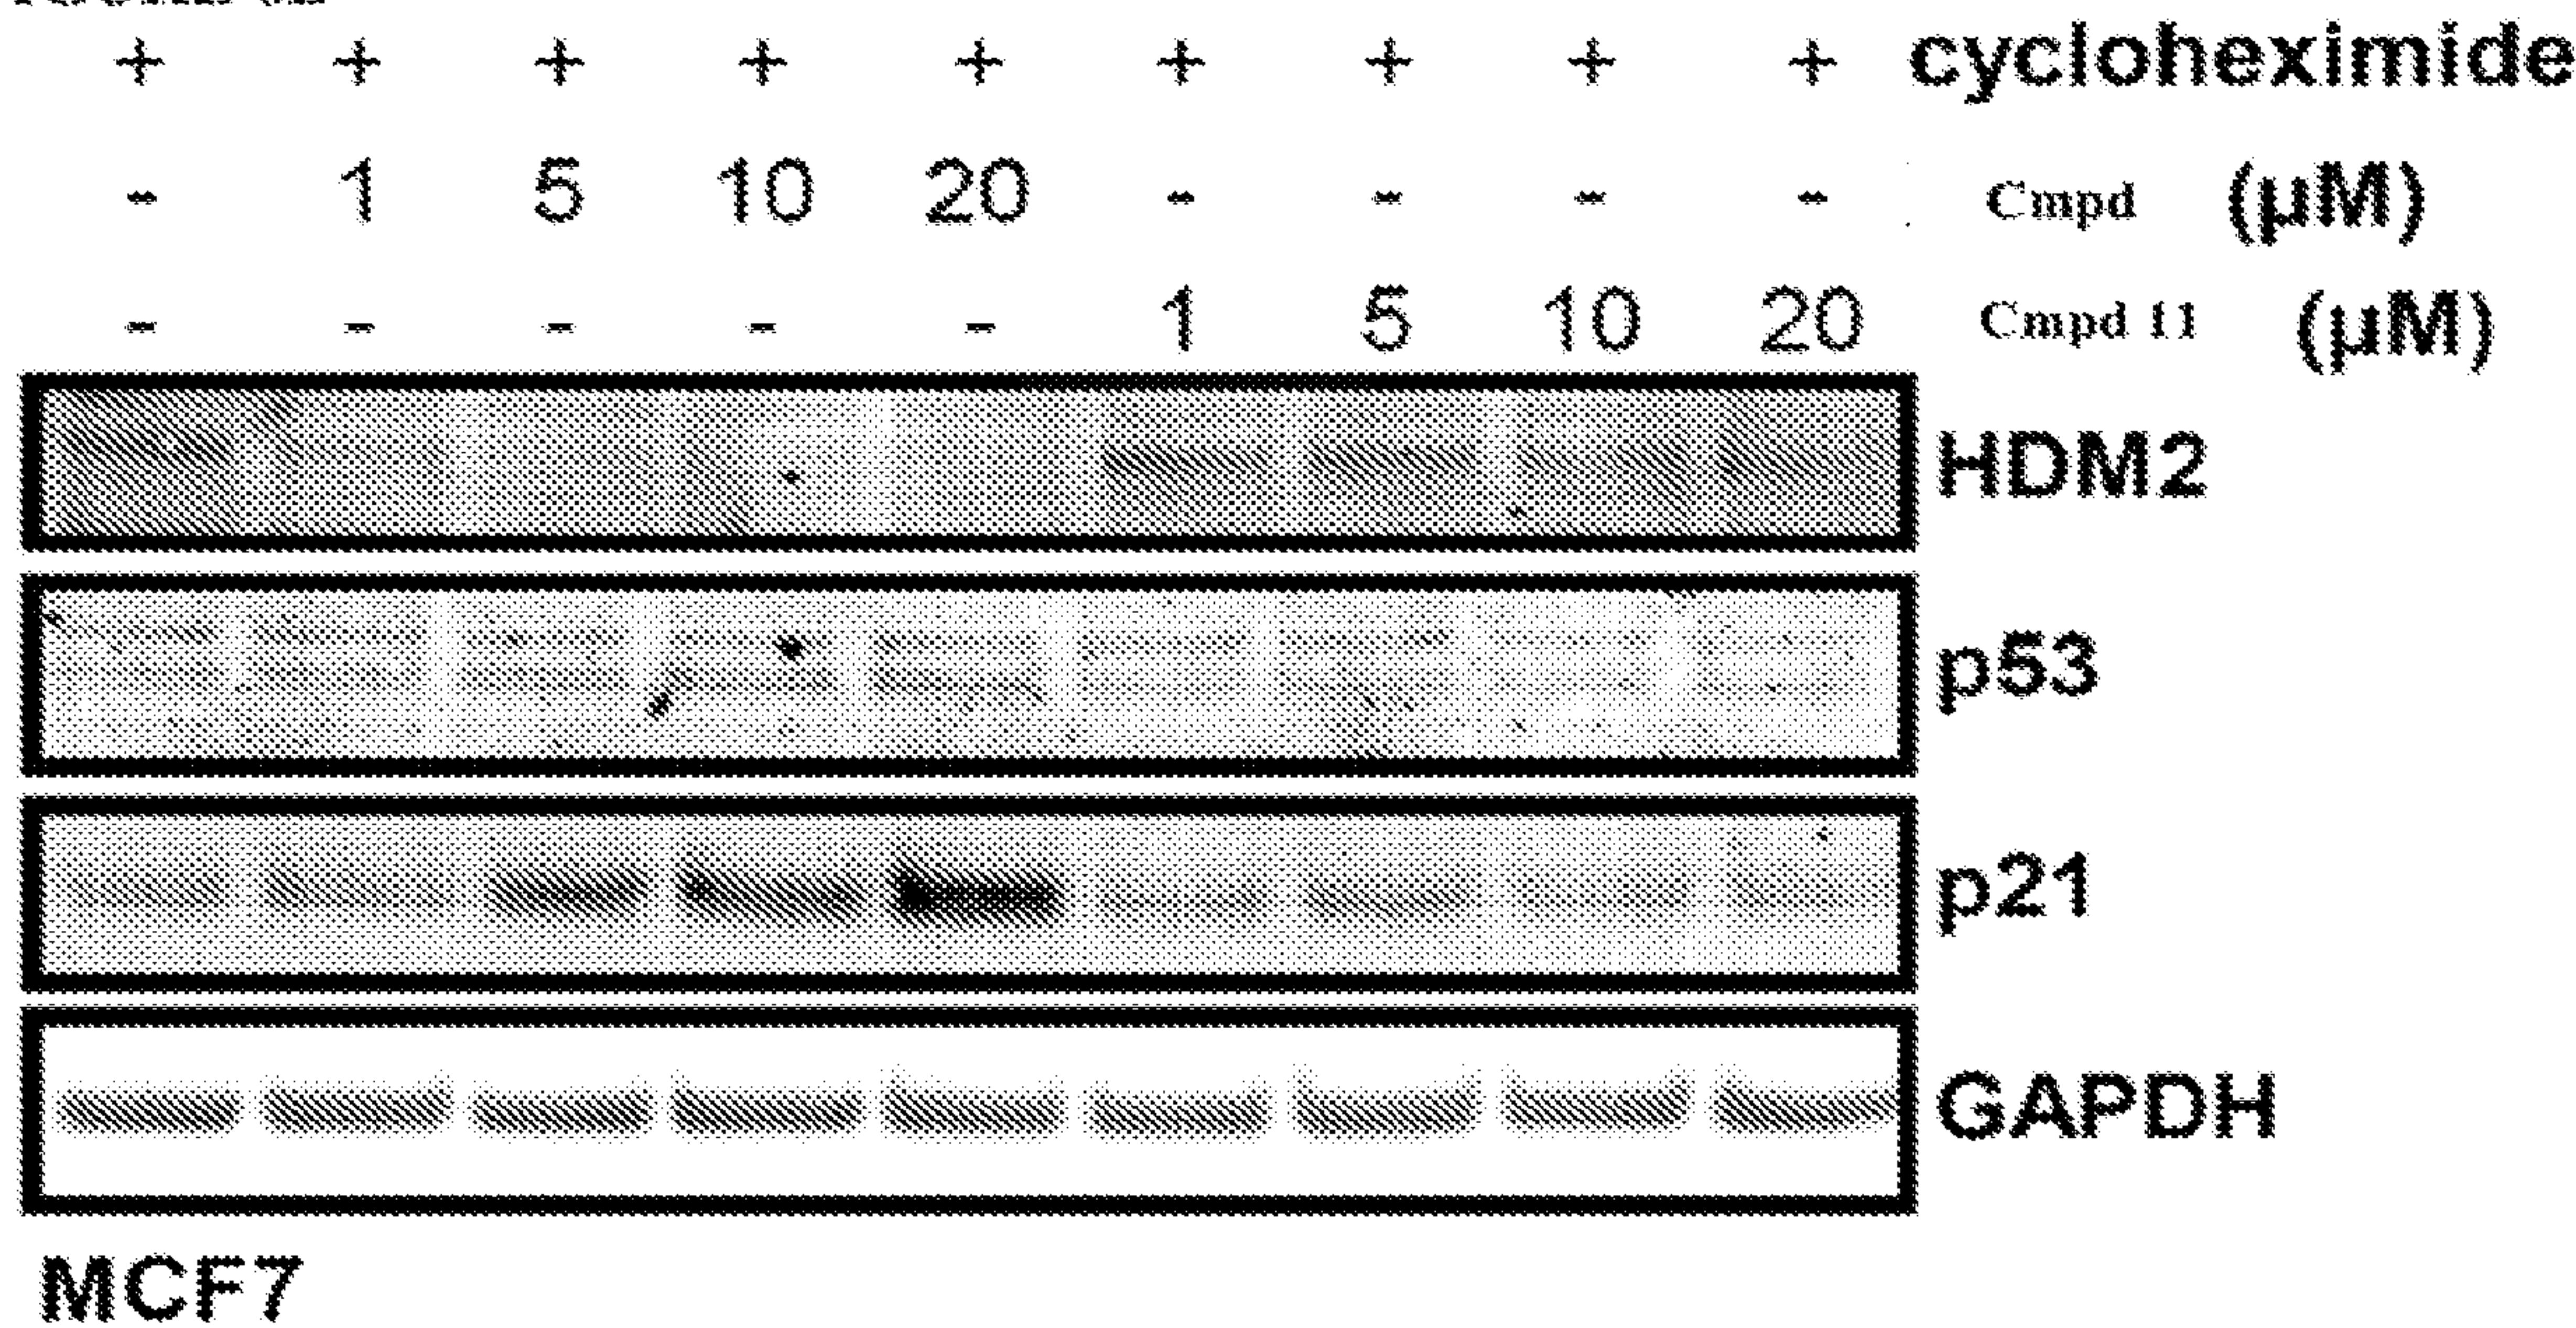 + + + + + + + + + cycloheximide
- 1 5 10 20 - - - - Cmpd (µM)
- - - - - 1 5 10 20 Cmpd 11 (µM)
HDM2
p53
p21
GAPDH
MCF7